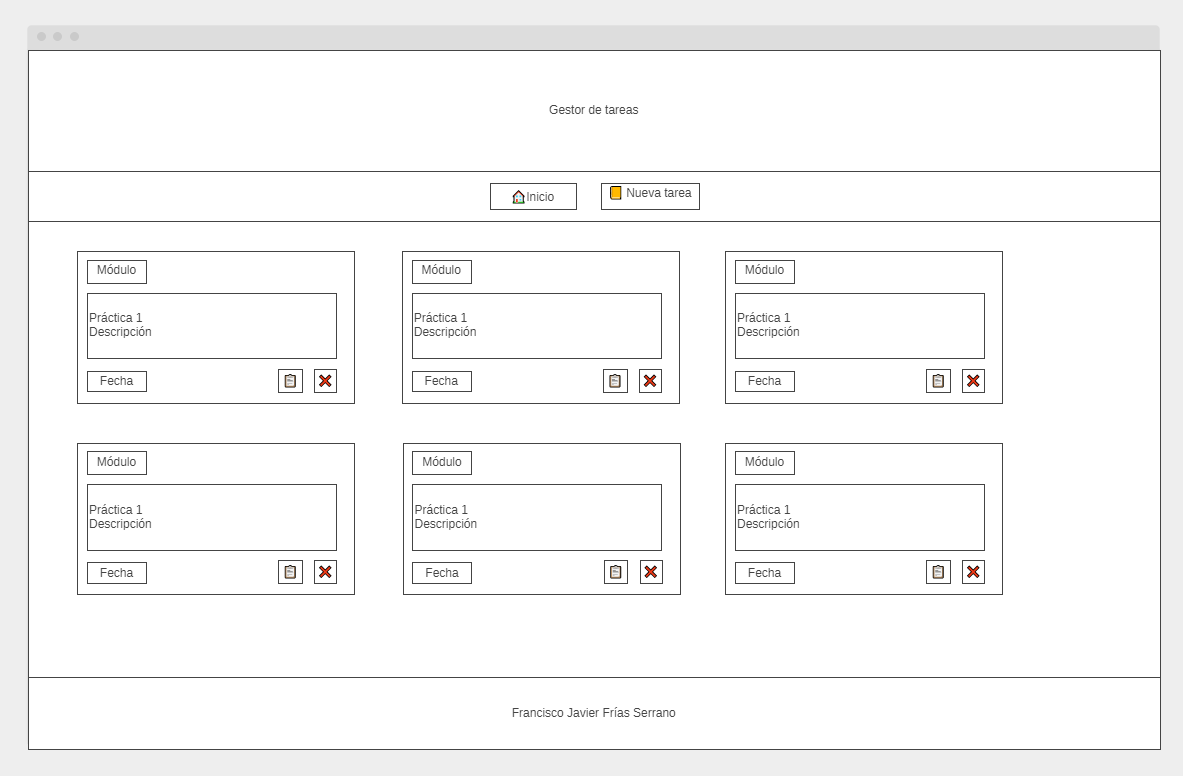 Gestor de tareas
Inicio
Nueva tarea
Módulo
Práctica 1
Descripción
Fecha
Módulo
Práctica 1
Descripción
Fecha
Módulo
Práctica 1
Descripción
Fecha
Módulo
Práctica 1
Descripción
Fecha
Módulo
Práctica 1
Descripción
Fecha
Módulo
Práctica 1
Descripción
Fecha
Francisco Javier Frías Serrano